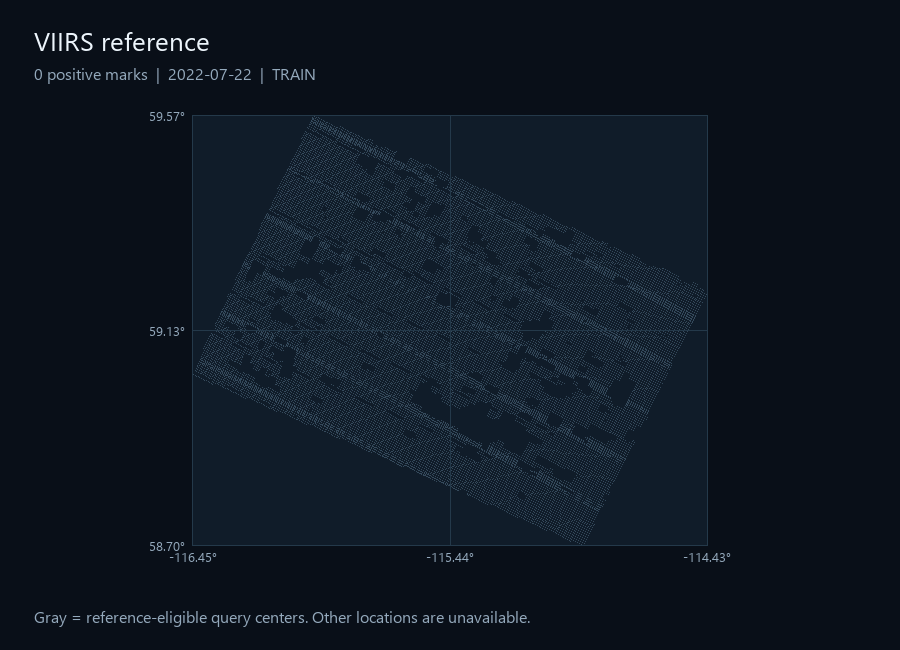 VIIRS reference
0 positive marks | 2022-07-22 | TRAIN
59.57°
59.13°
58.70°
-116.45°
-115.44°
-114.43°
Gray = reference-eligible query centers. Other locations are unavailable.